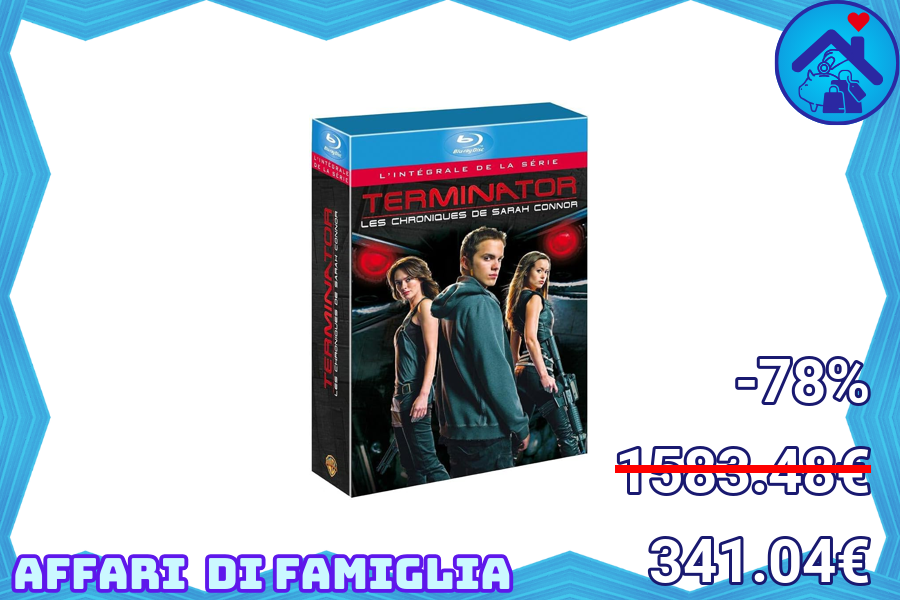 Blu-ray Disc
L'INTÉGRALE DE LA SÉRIE
TERMINATOR
LES CHRONIQUES DE SARAH CONNOR
L'INTÉGRALE
DE LA SÉRIE
TERMINATOR
LES CHRONIQUES DE SARAH CONNOR
-78%
1583.48€
341.04€
AFFARI DI FAMIGLIA